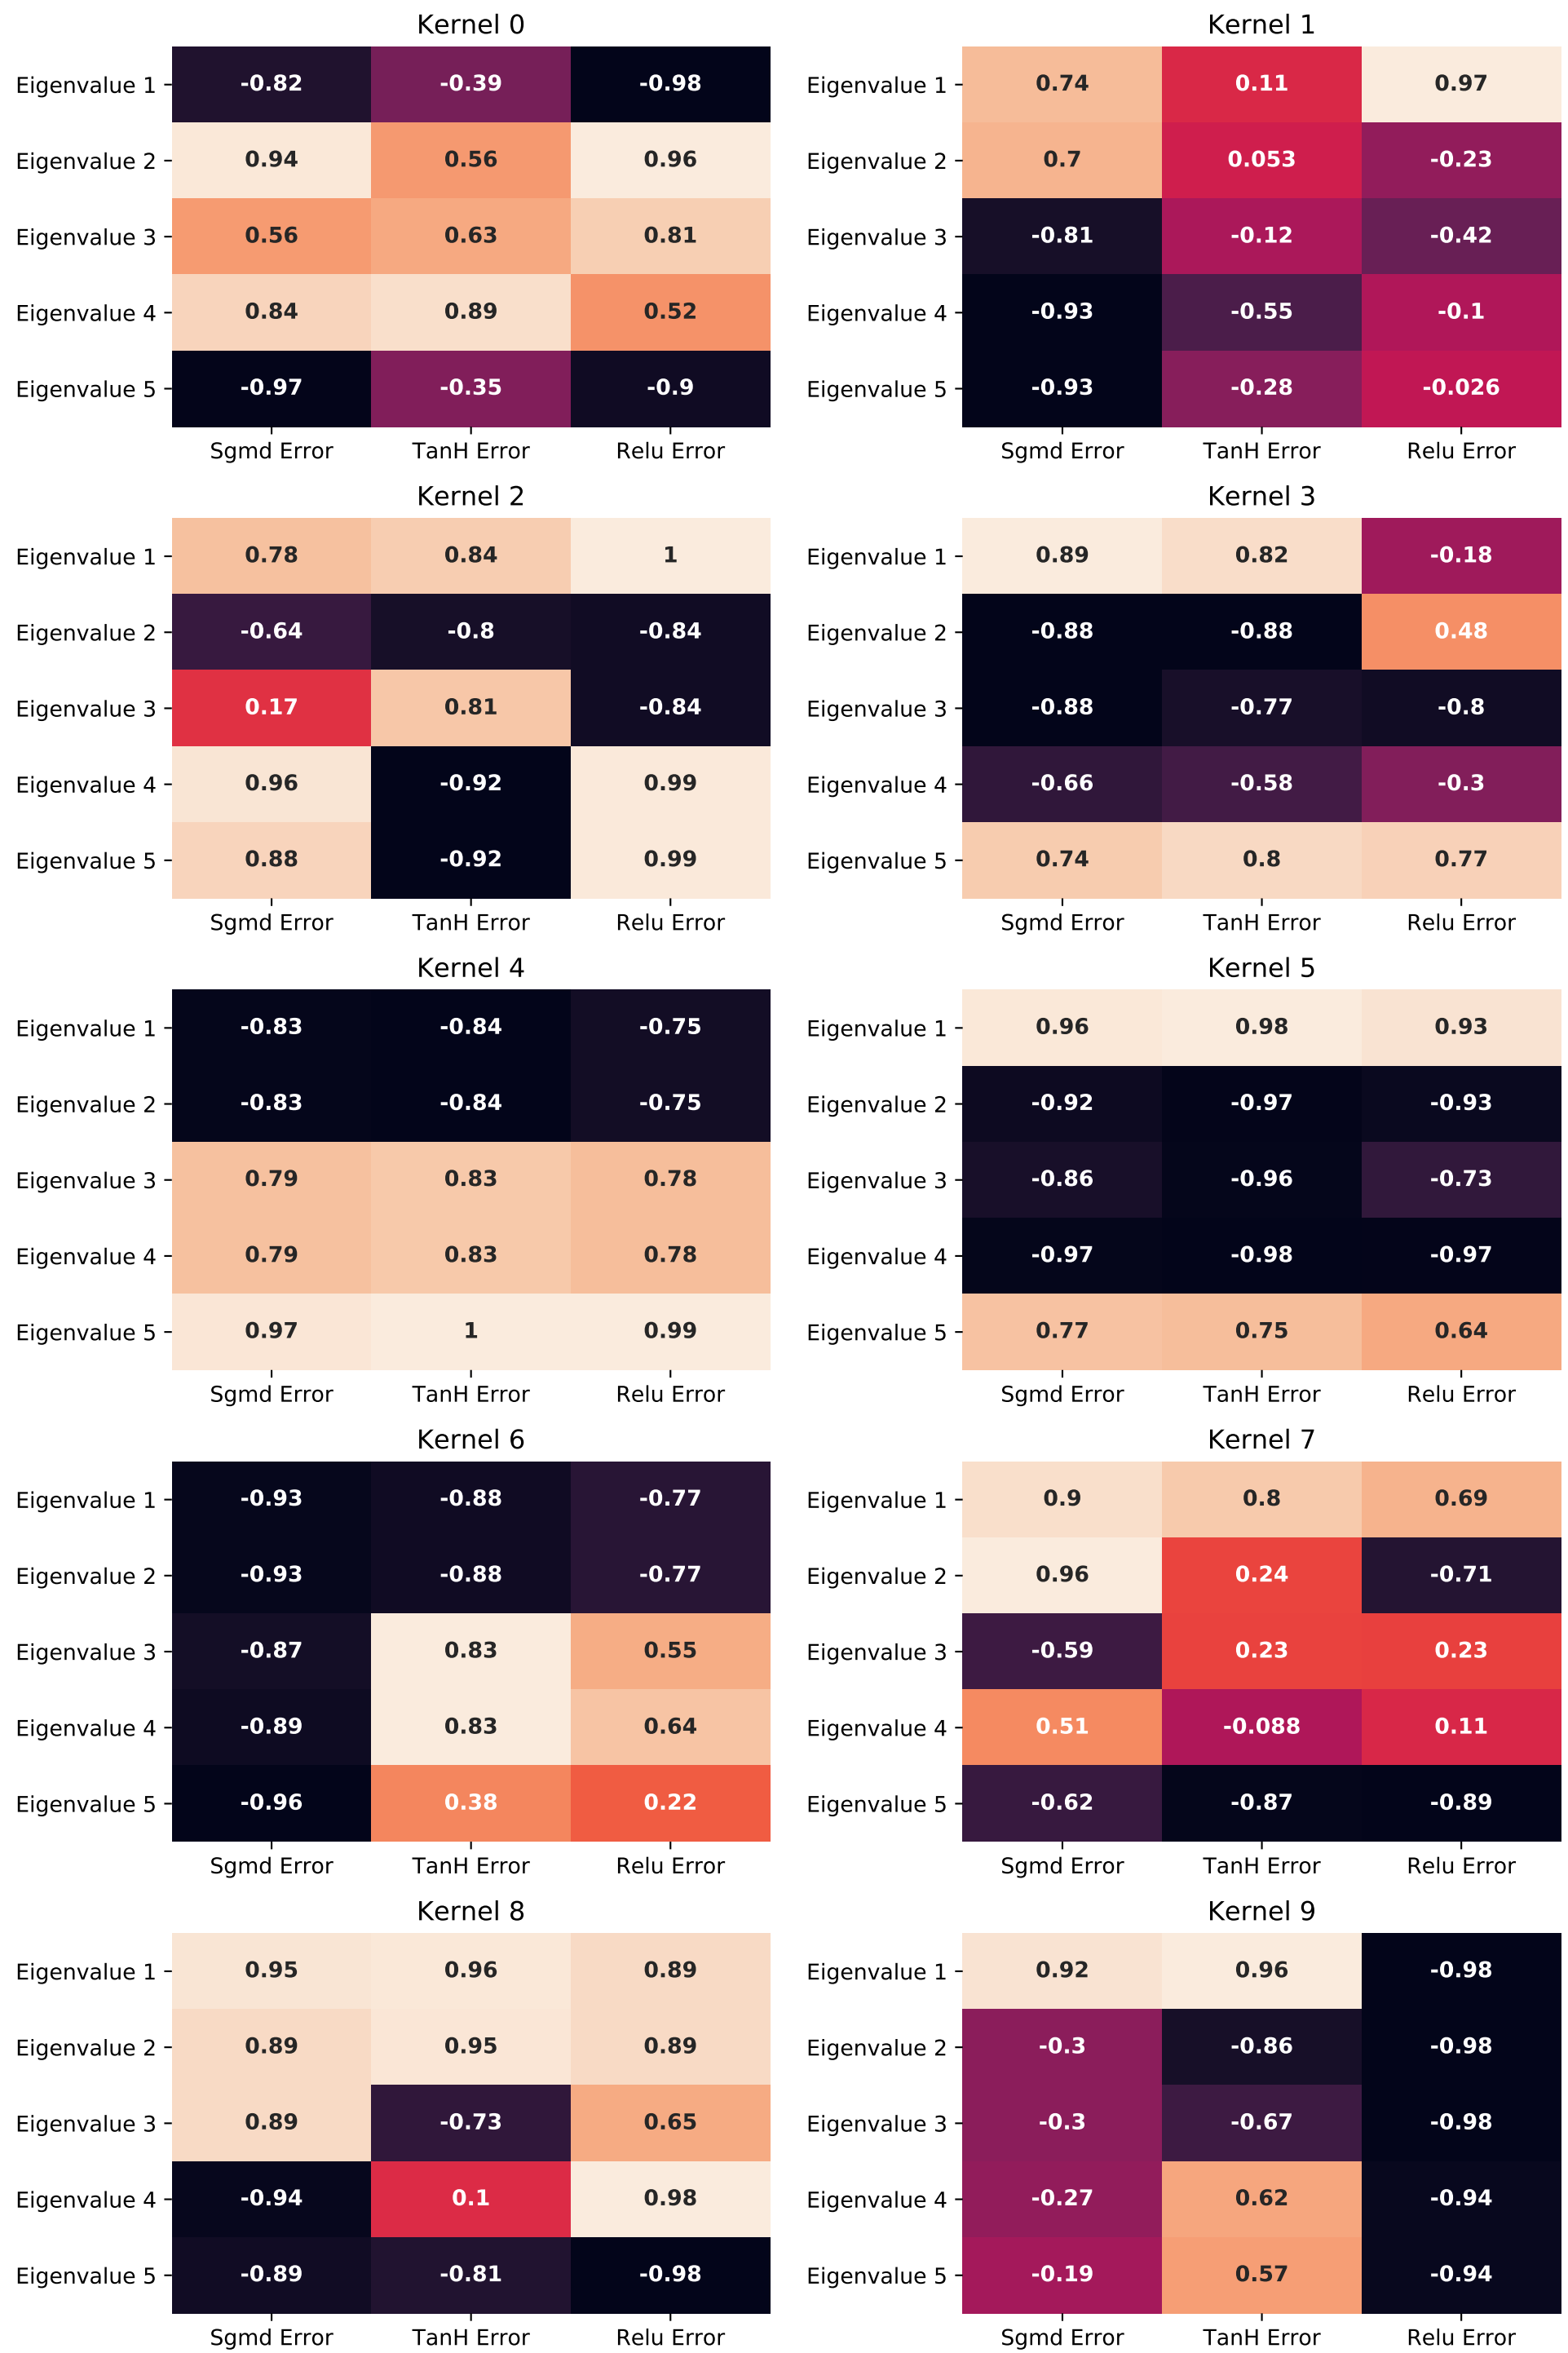 Kernel 0
Eigenvalue 1 -0.82 -0.39 -0.98
Eigenvalue 2 0.94 0.56 0.96
Eigenvalue 3 0.56 0.63 0.81
Eigenvalue 4 0.84 0.89 0.52
Eigenvalue 5 -0.97 -0.35 -0.9
Sgmd Error TanH Error Relu Error
Kernel 1
Eigenvalue 1 0.74 0.11 0.97
Eigenvalue 2 0.7 0.053 -0.23
Eigenvalue 3 -0.81 -0.12 -0.42
Eigenvalue 4 -0.93 -0.55 -0.1
Eigenvalue 5 -0.93 -0.28 -0.026
Sgmd Error TanH Error Relu Error
Kernel 2
Eigenvalue 1 0.78 0.84 1
Eigenvalue 2 -0.64 -0.8 -0.84
Eigenvalue 3 0.17 0.81 -0.84
Eigenvalue 4 0.96 -0.92 0.99
Eigenvalue 5 0.88 -0.92 0.99
Sgmd Error TanH Error Relu Error
Kernel 3
Eigenvalue 1 0.89 0.82 -0.18
Eigenvalue 2 -0.88 -0.88 0.48
Eigenvalue 3 -0.88 -0.77 -0.8
Eigenvalue 4 -0.66 -0.58 -0.3
Eigenvalue 5 0.74 0.8 0.77
Sgmd Error TanH Error Relu Error
Kernel 4
Eigenvalue 1 -0.83 -0.84 -0.75
Eigenvalue 2 -0.83 -0.84 -0.75
Eigenvalue 3 0.79 0.83 0.78
Eigenvalue 4 0.79 0.83 0.78
Eigenvalue 5 0.97 1 0.99
Sgmd Error TanH Error Relu Error
Kernel 5
Eigenvalue 1 0.96 0.98 0.93
Eigenvalue 2 -0.92 -0.97 -0.93
Eigenvalue 3 -0.86 -0.96 -0.73
Eigenvalue 4 -0.97 -0.98 -0.97
Eigenvalue 5 0.77 0.75 0.64
Sgmd Error TanH Error Relu Error
Kernel 6
Eigenvalue 1 -0.93 -0.88 -0.77
Eigenvalue 2 -0.93 -0.88 -0.77
Eigenvalue 3 -0.87 0.83 0.55
Eigenvalue 4 -0.89 0.83 0.64
Eigenvalue 5 -0.96 0.38 0.22
Sgmd Error TanH Error Relu Error
Kernel 7
Eigenvalue 1 0.9 0.8 0.69
Eigenvalue 2 0.96 0.24 -0.71
Eigenvalue 3 -0.59 0.23 0.23
Eigenvalue 4 0.51 -0.088 0.11
Eigenvalue 5 -0.62 -0.87 -0.89
Sgmd Error TanH Error Relu Error
Kernel 8
Eigenvalue 1 0.95 0.96 0.89
Eigenvalue 2 0.89 0.95 0.89
Eigenvalue 3 0.89 -0.73 0.65
Eigenvalue 4 -0.94 0.1 0.98
Eigenvalue 5 -0.89 -0.81 -0.98
Sgmd Error TanH Error Relu Error
Kernel 9
Eigenvalue 1 0.92 0.96 -0.98
Eigenvalue 2 -0.3 -0.86 -0.98
Eigenvalue 3 -0.3 -0.67 -0.98
Eigenvalue 4 -0.27 0.62 -0.94
Eigenvalue 5 -0.19 0.57 -0.94
Sgmd Error TanH Error Relu Error